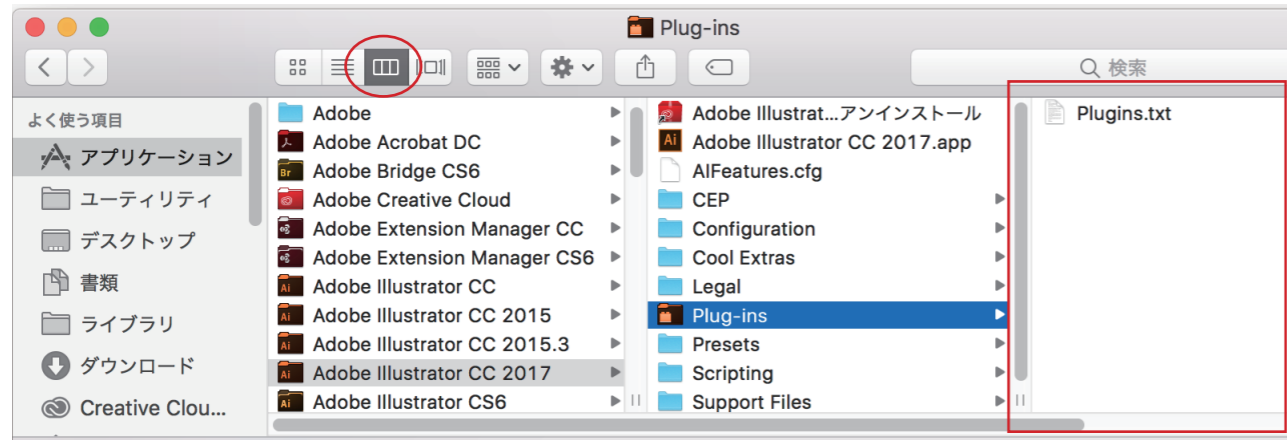 Plug-ins
検索
よく使う項目
アプリケーション
ユーティリティ
デスクトップ
書類
ライブラリ
ダウンロード
Creative Clou...
Adobe
Adobe Acrobat DC
Adobe Bridge CS6
Adobe Creative Cloud
Adobe Extension Manager CC
Adobe Extension Manager CS6
Adobe Illustrator CC
Adobe Illustrator CC 2015
Adobe Illustrator CC 2015.3
Adobe Illustrator CC 2017
Adobe Illustrator CS6
Adobe Illustrat...アンインストール
Adobe Illustrator CC 2017.app
AIFeatures.cfg
CEP
Configuration
Cool Extras
Legal
Plug-ins
Presets
Scripting
Support Files
Plugins.txt